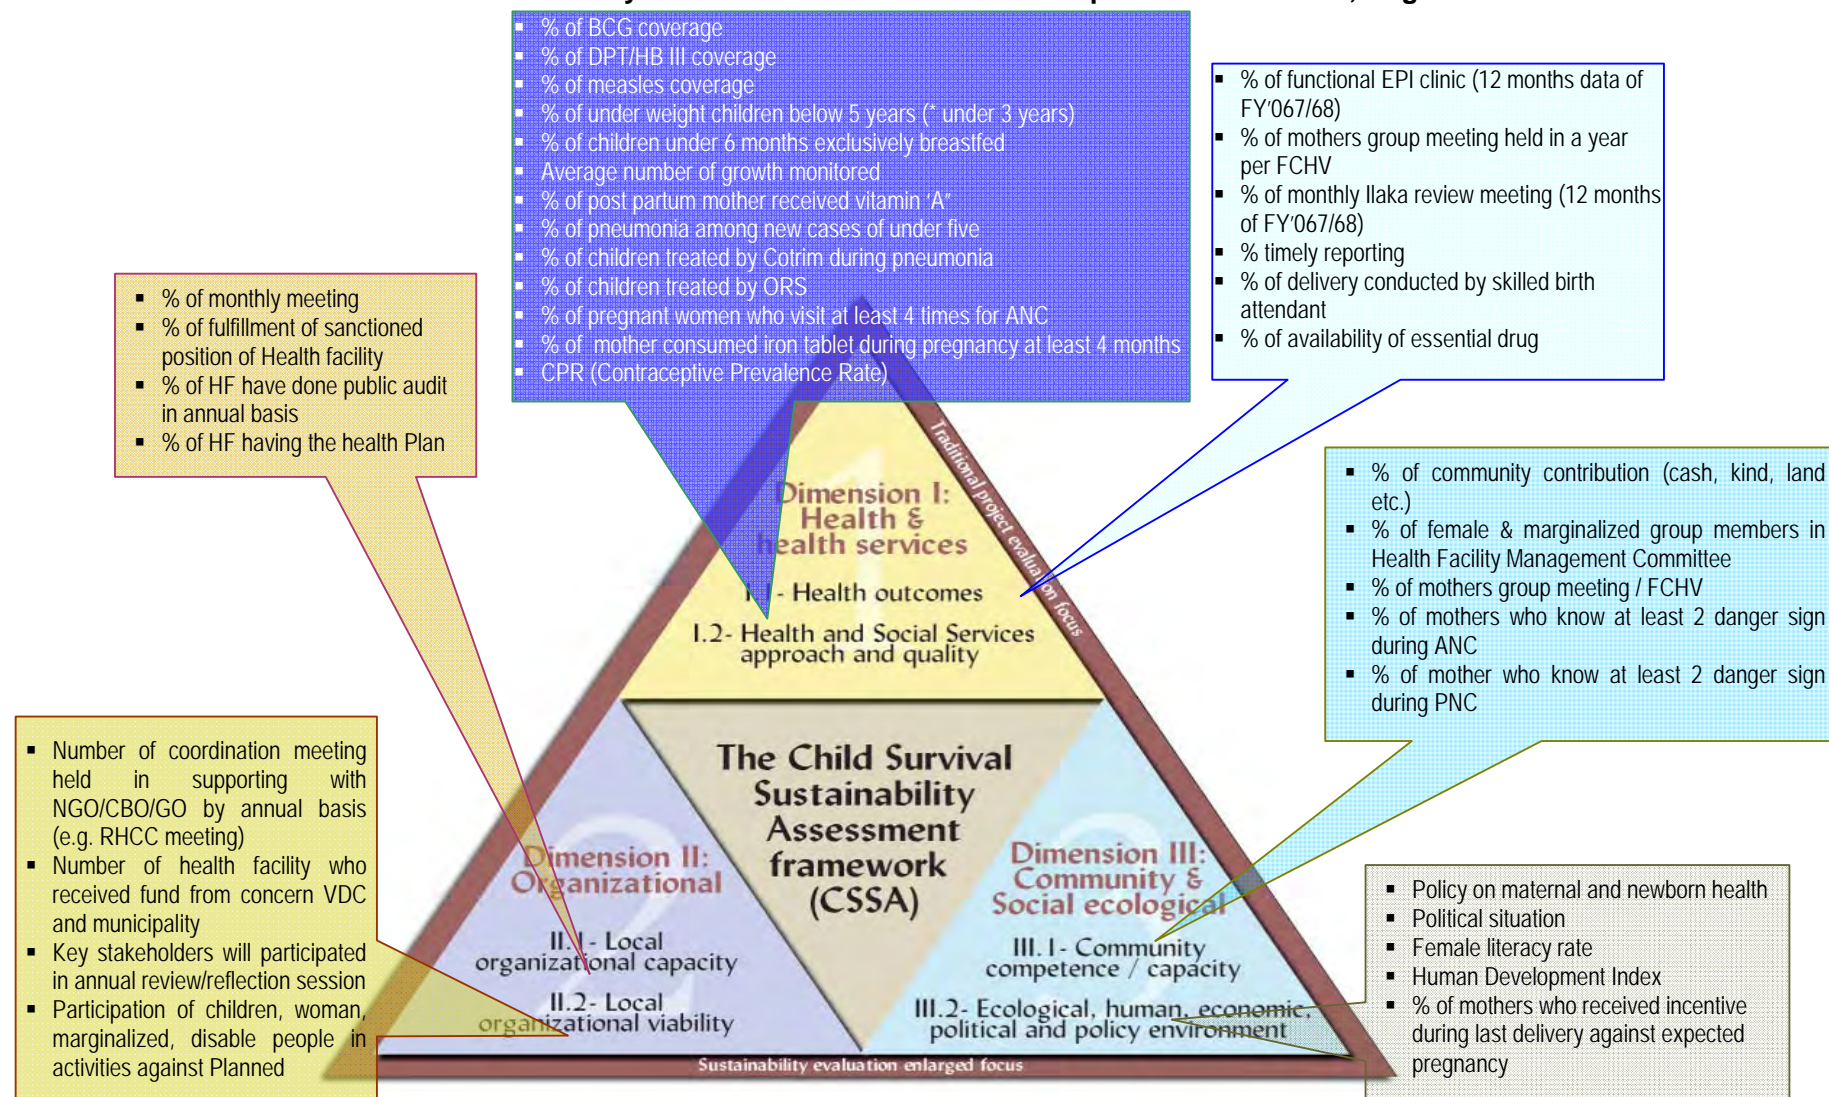 ▪ % of BCG coverage
▪ % of DPT/HB III coverage
▪ % of measles coverage
▪ % of under weight children below 5 years (* under 3 years)
▪ % of children under 6 months exclusively breastfed
▪ Average number of growth monitored
▪ % of post partum mother received vitamin ‘A”
▪ % of pneumonia among new cases of under five
▪ % of children treated by Cotrim during pneumonia
▪ % of children treated by ORS
▪ % of pregnant women who visit at least 4 times for ANC
▪ % of mother consumed iron tablet during pregnancy at least 4 months
▪ CPR (Contraceptive Prevalence Rate)
▪ % of functional EPI clinic (12 months data of
FY’067/68)
▪ % of mothers group meeting held in a year
per FCHV
▪ % of monthly Ilaka review meeting (12 months
of FY’067/68)
▪ % timely reporting
▪ % of delivery conducted by skilled birth
attendant
▪ % of availability of essential drug
▪ % of monthly meeting
▪ % of fulfillment of sanctioned
position of Health facility
▪ % of HF have done public audit
in annual basis
▪ % of HF having the health Plan
▪ % of community contribution (cash, kind, land
etc.)
▪ % of female & marginalized group members in
Health Facility Management Committee
▪ % of mothers group meeting / FCHV
▪ % of mothers who know at least 2 danger sign
during ANC
▪ % of mother who know at least 2 danger sign
during PNC
Traditional project evaluation focus
1
Dimension I:
Health &
health services
I.1- Health outcomes
I.2- Health and Social Services
approach and quality
▪ Number of coordination meeting
held in supporting with
NGO/CBO/GO by annual basis
(e.g. RHCC meeting)
▪ Number of health facility who
received fund from concern VDC
and municipality
▪ Key stakeholders will participated
in annual review/reflection session
▪ Participation of children, woman,
marginalized, disable people in
activities against Planned
The Child Survival
Sustainability
Assessment
framework
(CSSA)
2
Dimension II:
Organizational
II.1- Local
organizational capacity
II.2- Local
organizational viability
3
Dimension III:
Community &
Social ecological
III.1- Community
competence / capacity
III.2- Ecological, human, economic,
political and policy environment
▪ Policy on maternal and newborn health
▪ Political situation
▪ Female literacy rate
▪ Human Development Index
▪ % of mothers who received incentive
during last delivery against expected
pregnancy
Sustainability evaluation enlarged focus